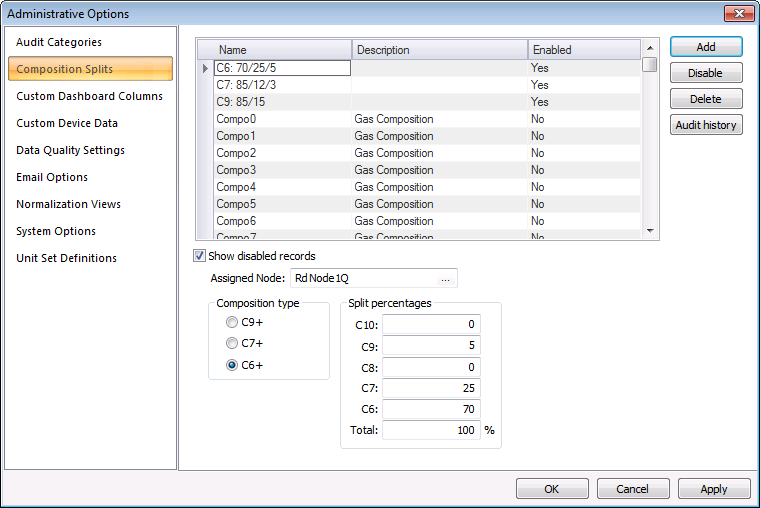 Administrative Options
Audit Categories
Composition Splits
Custom Dashboard Columns
Custom Device Data
Data Quality Settings
Email Options
Normalization Views
System Options
Unit Set Definitions
Name Description Enabled
C6: 70/25/5 Yes
C7: 85/12/3 Yes
C9: 85/15 Yes
Compo0 Gas Composition No
Compo1 Gas Composition No
Compo2 Gas Composition No
Compo3 Gas Composition No
Compo4 Gas Composition No
Compo5 Gas Composition No
Compo6 Gas Composition No
Compo7 Gas Composition No
Add
Disable
Delete
Audit history
Show disabled records
Assigned Node: RdNode1Q ...
Composition type
C9+
C7+
C6+
Split percentages
C10: 0
C9: 5
C8: 0
C7: 25
C6: 70
Total: 100 %
OK Cancel Apply